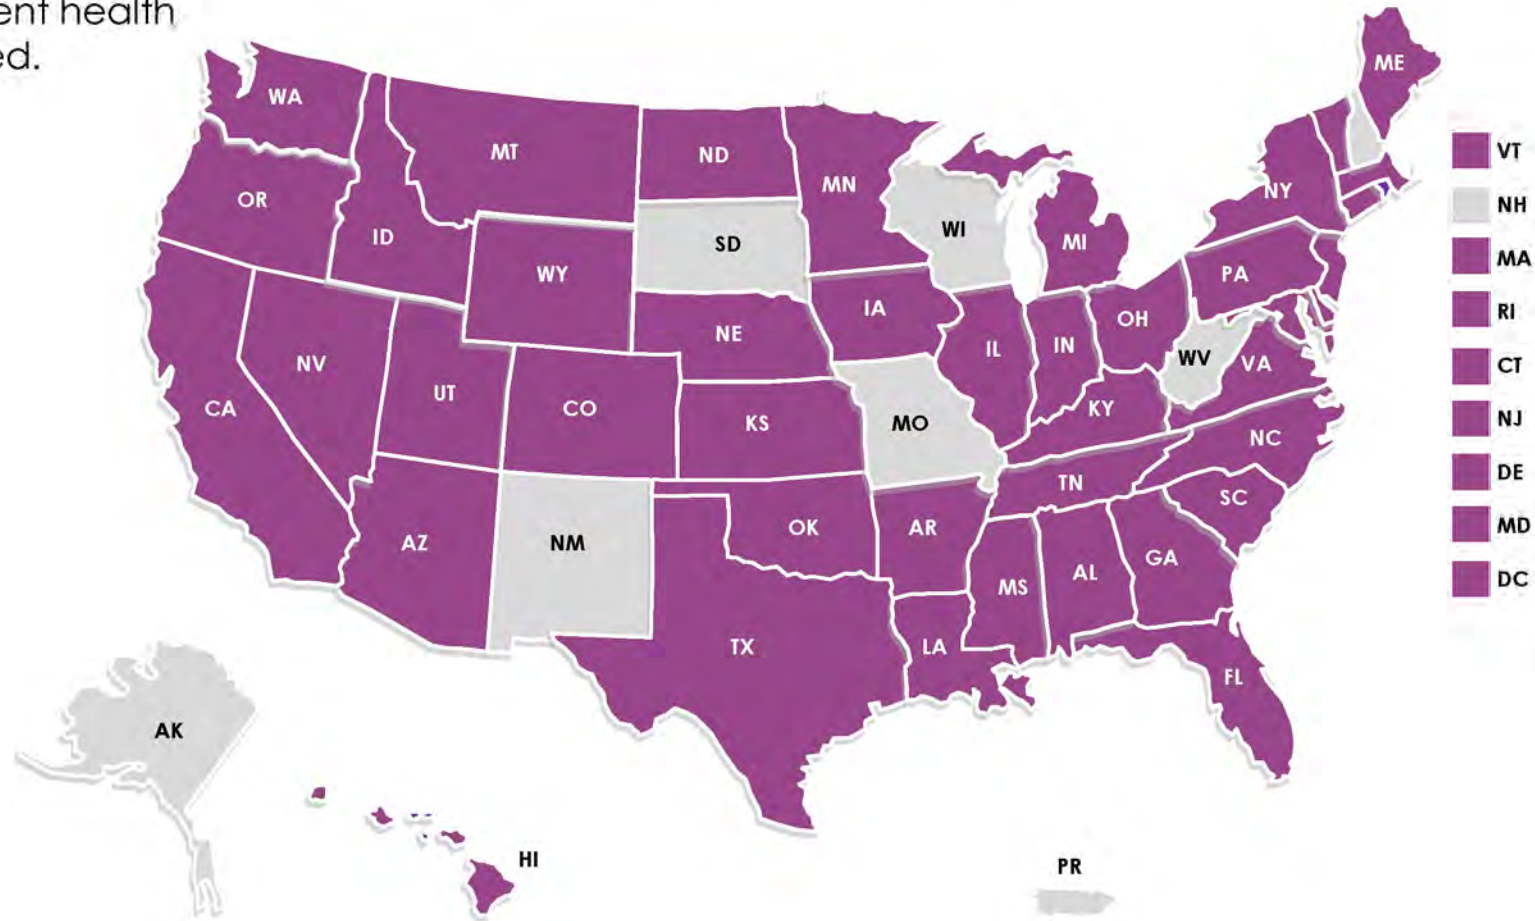 ent health
ed.
WA
MT
ND
MN
ME
OR
ID
SD
WI
MI
NY
WY
NE
IA
PA
NV
UT
CO
KS
MO
IL
IN
OH
WV
VA
CA
KY
NC
TN
SC
AZ
NM
OK
AR
MS
AL
GA
TX
LA
FL
AK
HI
PR
VT
NH
MA
RI
CT
NJ
DE
MD
DC